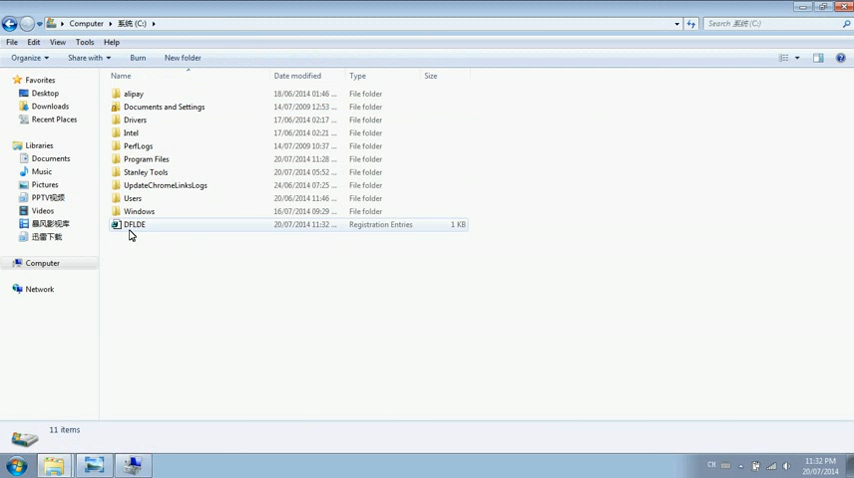 Computer ▸ 系统 (C:) ▸
Search 系统 (C:)
File Edit View Tools Help
Organize Share with Burn New folder
Name Date modified Type Size
Favorites
Desktop
Downloads
Recent Places
Libraries
Documents
Music
Pictures
PPTV视频
Videos
暴风影视库
迅雷下载
Computer
Network
alipay 18/06/2014 01:46 ... File folder
Documents and Settings 14/07/2009 12:53 ... File folder
Drivers 17/06/2014 02:17 ... File folder
Intel 17/06/2014 02:21 ... File folder
PerfLogs 14/07/2009 10:37 ... File folder
Program Files 20/07/2014 11:28 ... File folder
Stanley Tools 20/07/2014 05:52 ... File folder
UpdateChromeLinksLogs 24/06/2014 07:25 ... File folder
Users 20/06/2014 11:46 ... File folder
Windows 16/07/2014 09:29 ... File folder
DFLDE 20/07/2014 11:32 ... Registration Entries 1 KB
11 items
CH
11:32 PM
20/07/2014